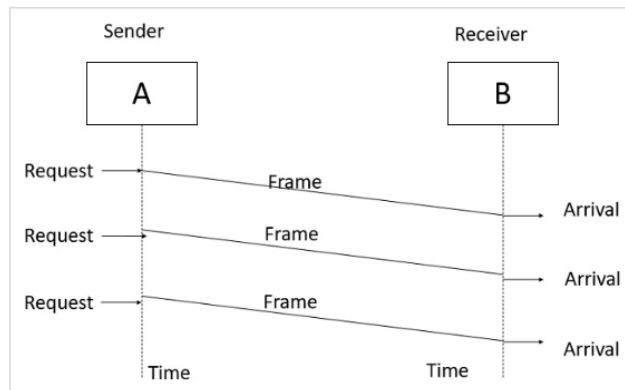 Sender
Receiver
A
B
Request
Frame
Arrival
Request
Frame
Arrival
Request
Frame
Arrival
Time
Time